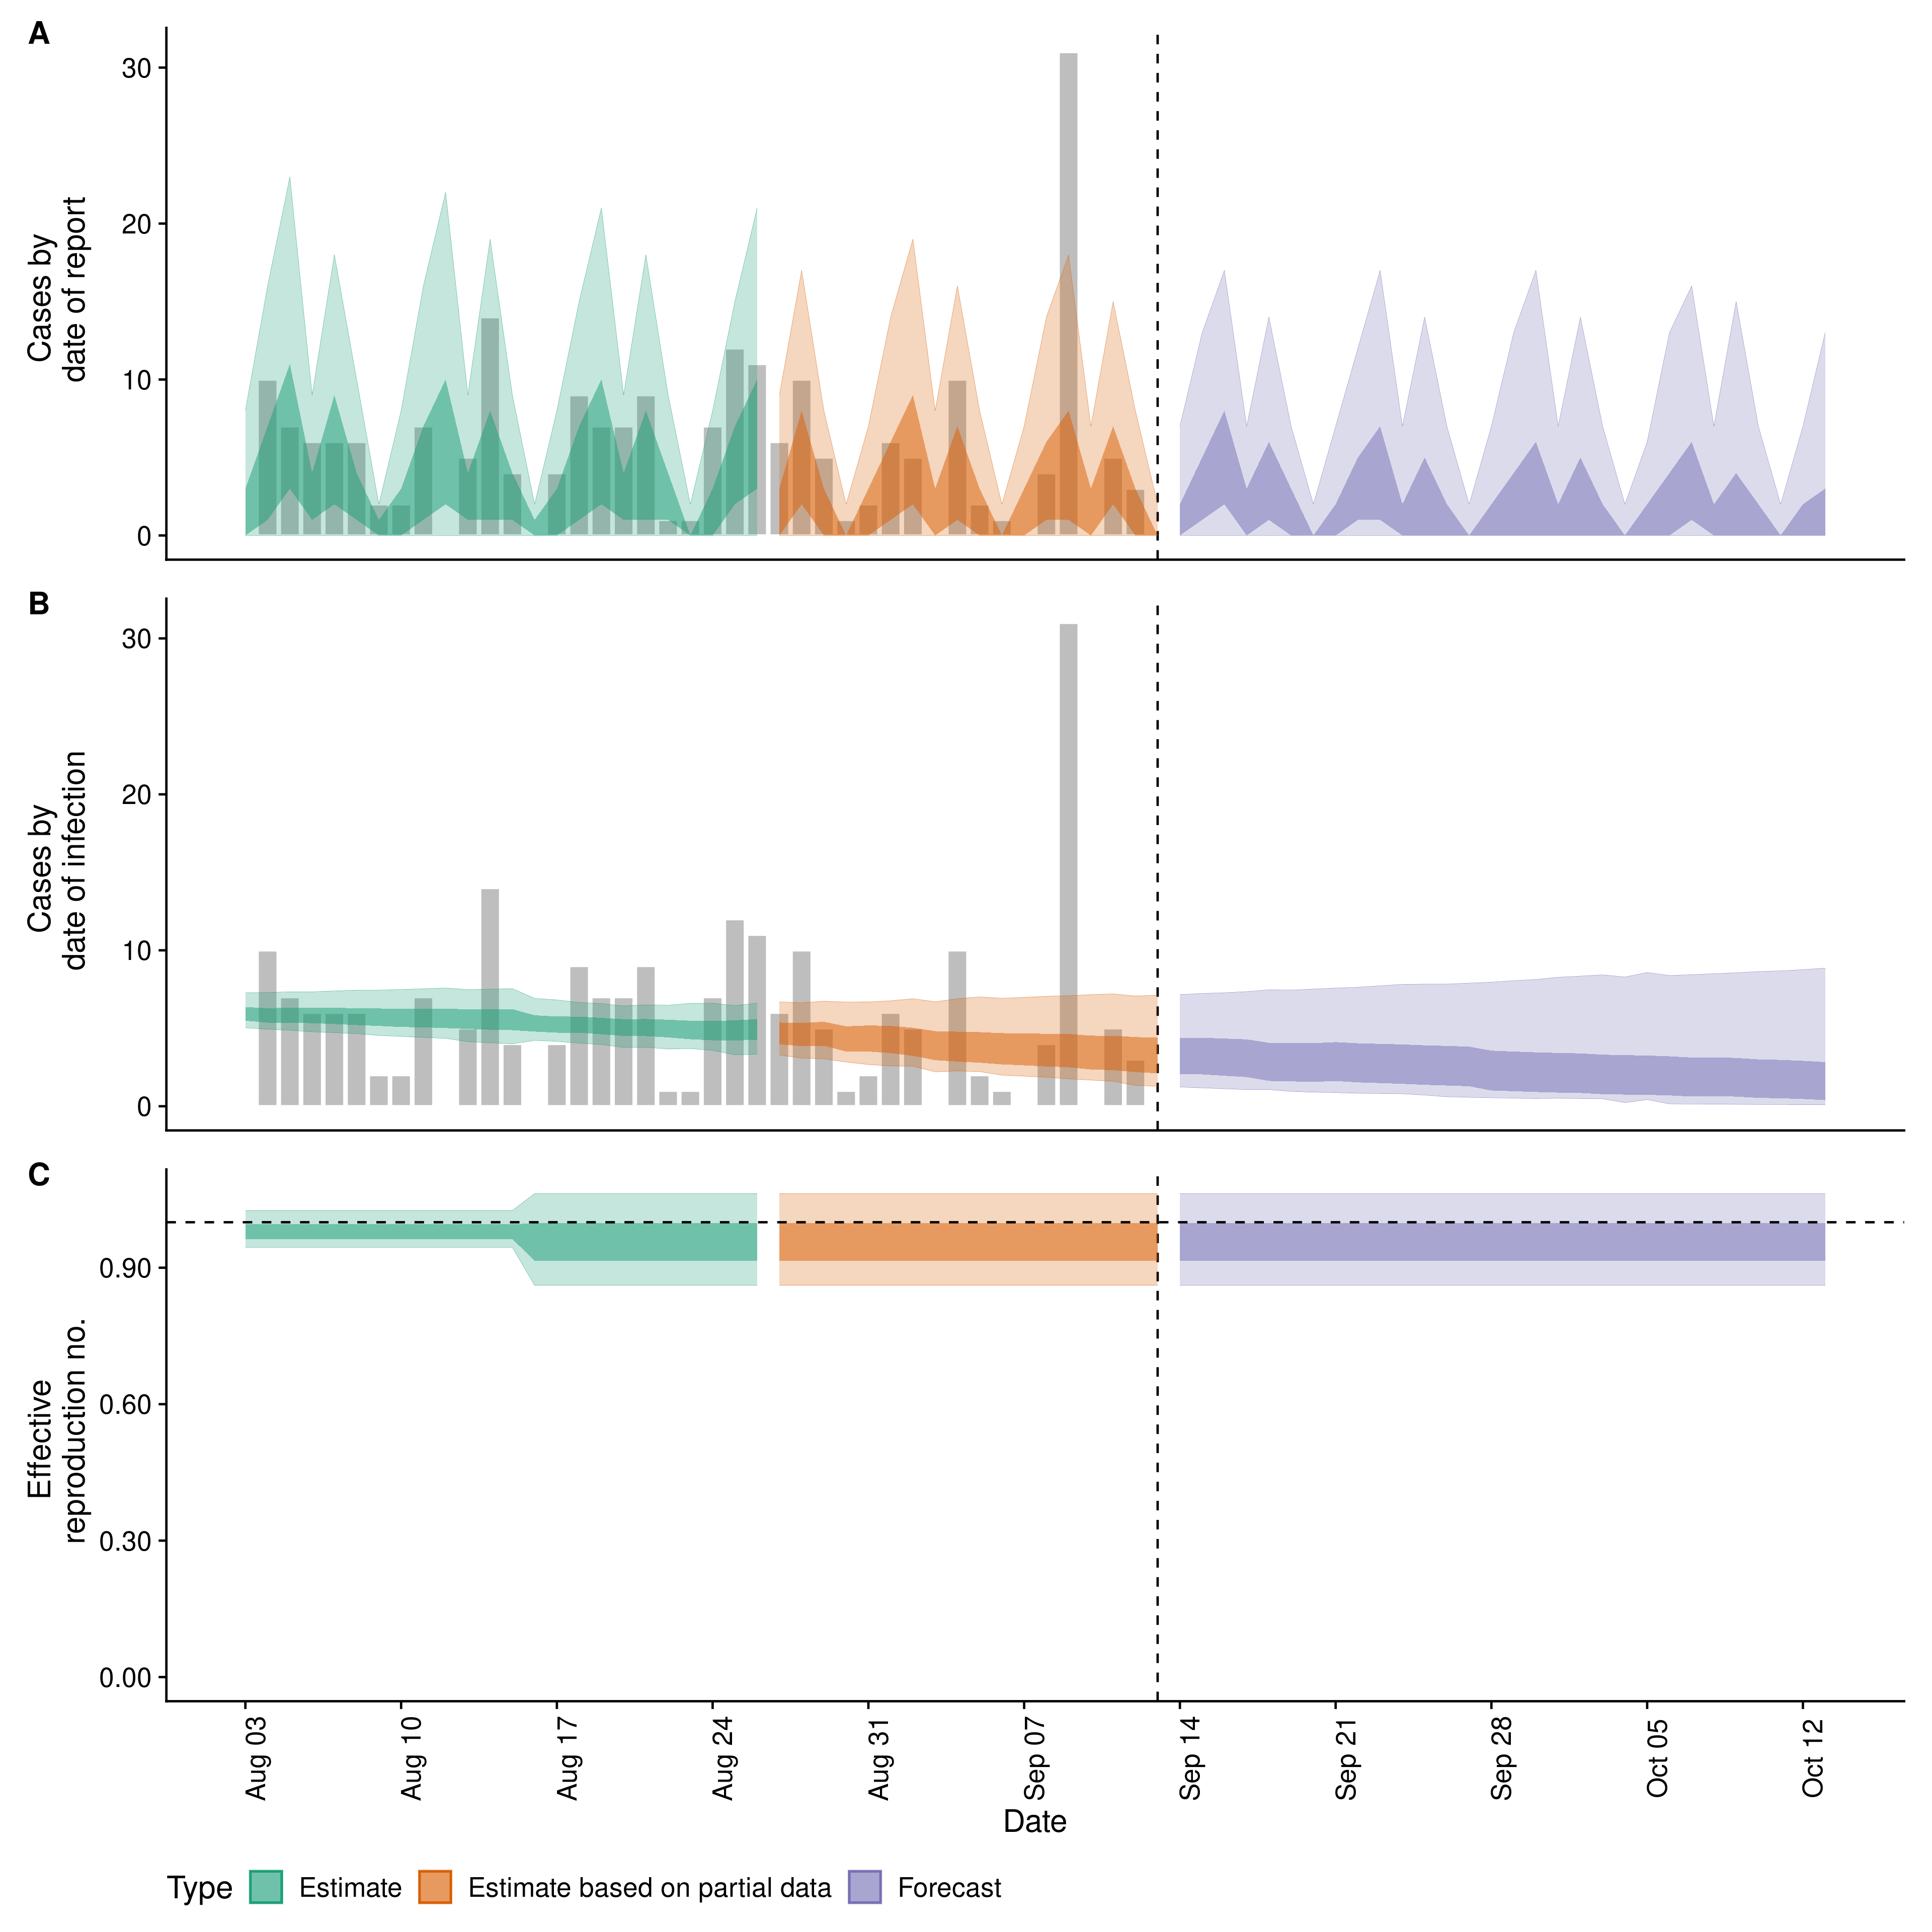 A
30
20
10
0
Cases by
date of report
B
30
20
10
0
Cases by
date of infection
C
0.90
0.60
0.30
0.00
Effective
reproduction no.
Aug 03
Aug 10
Aug 17
Aug 24
Aug 31
Sep 07
Sep 14
Sep 21
Sep 28
Oct 05
Oct 12
Date
Type Estimate Estimate based on partial data Forecast